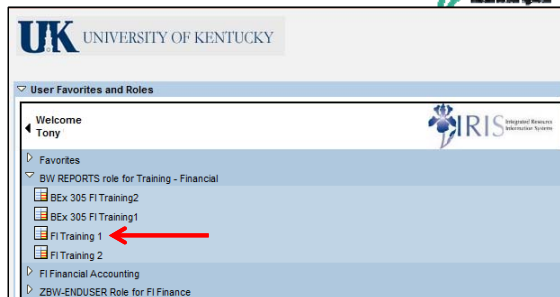 UK UNIVERSITY OF KENTUCKY
User Favorites and Roles
Welcome
Tony
IRIS Integrated Resource
Information Systems
Favorites
BW REPORTS role for Training - Financial
BEx 305 FI Training2
BEx 305 FI Training1
FI Training 1
FI Training 2
FI Financial Accounting
ZBW-ENDUSER Role for FI Finance